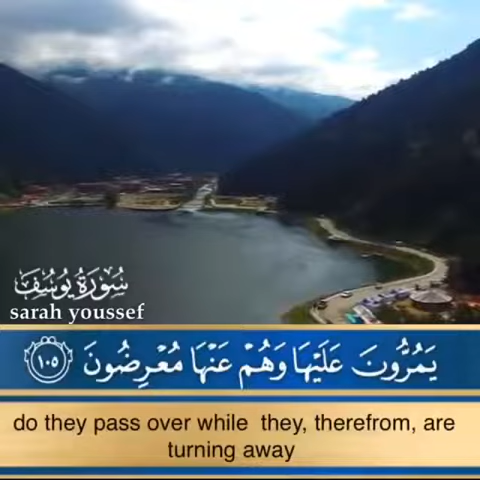 سُورَةُ يُوسُفَ
sarah youssef
يَمُرُّونَ عَلَيْهَا وَهُمْ عَنْهَا مُعْرِضُونَ ١٠٥
do they pass over while they, therefrom, are
turning away